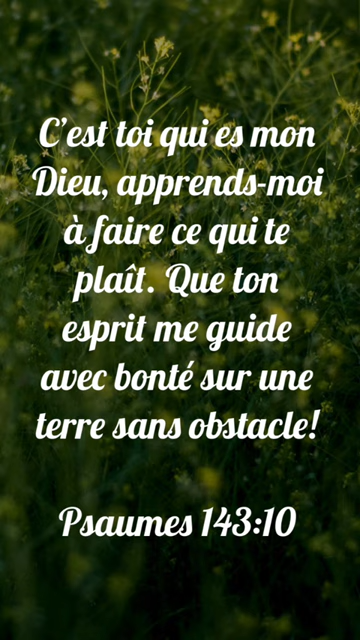 C'est toi qui es mon
Dieu, apprends-moi
à faire ce qui te
plaît. Que ton
esprit me guide
avec bonté sur une
terre sans obstacle!
Psaumes 143:10